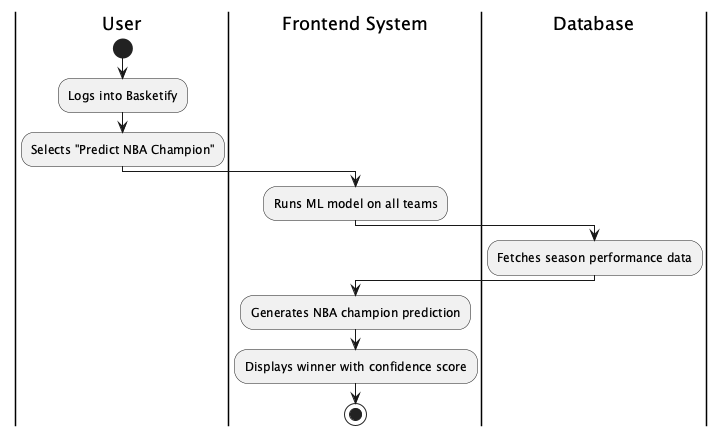 User
Frontend System
Database
Logs into Basketify
Selects "Predict NBA Champion"
Runs ML model on all teams
Fetches season performance data
Generates NBA champion prediction
Displays winner with confidence score